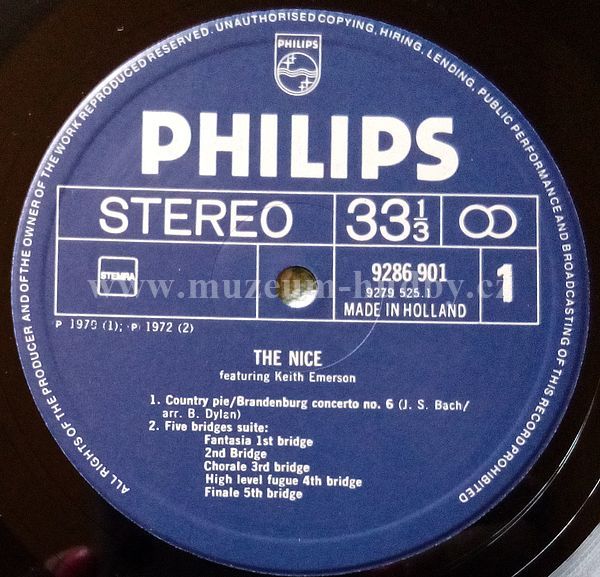 ALL RIGHTS OF THE PRODUCER AND OF THE OWNER OF THE WORK REPRODUCED RESERVED. UNAUTHORISED COPYING, HIRING, LENDING, PUBLIC PERFORMANCE AND BROADCASTING OF THIS RECORD PROHIBITED
PHILIPS
PHILIPS
STEREO 33 1/3
STEMRA 9286 901 1
9279 525.1
MADE IN HOLLAND
www.muzeum-hudby.cz
P 1970 (1); P 1972 (2)
THE NICE
featuring Keith Emerson
1. Country pie/Brandenburg concerto no. 6 (J. S. Bach/
arr. B. Dylan)
2. Five bridges suite:
Fantasia 1st bridge
2nd Bridge
Chorale 3rd bridge
High level fugue 4th bridge
Finale 5th bridge